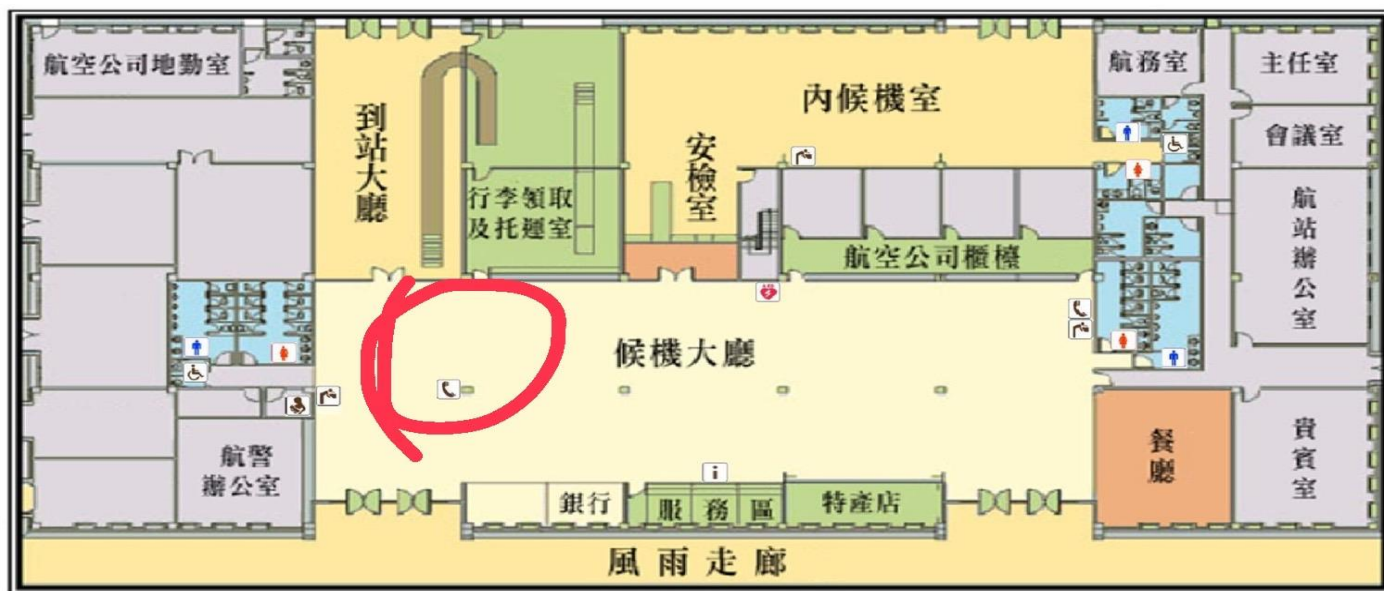 航空公司地勤室
到站大廳
行李領取
及托運室
安檢室
內候機室
航空公司櫃檯
航務室
主任室
會議室
航站辦公室
候機大廳
航警
辦公室
銀行
服務區
i
特產店
餐廳
貴賓室
風雨走廊